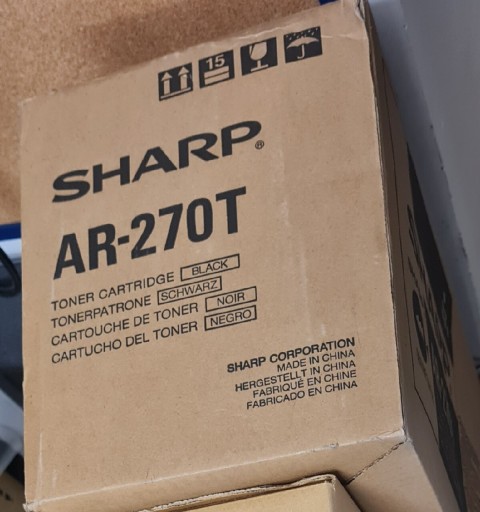 15
SHARP®
AR-270T
TONER CARTRIDGE BLACK
TONERPATRONE SCHWARZ
CARTOUCHE DE TONER NOIR
CARTUCHO DEL TONER NEGRO
SHARP CORPORATION
MADE IN CHINA
HERGESTELLT IN CHINA
FABRIQUÉ EN CHINE
FABRICADO EN CHINA